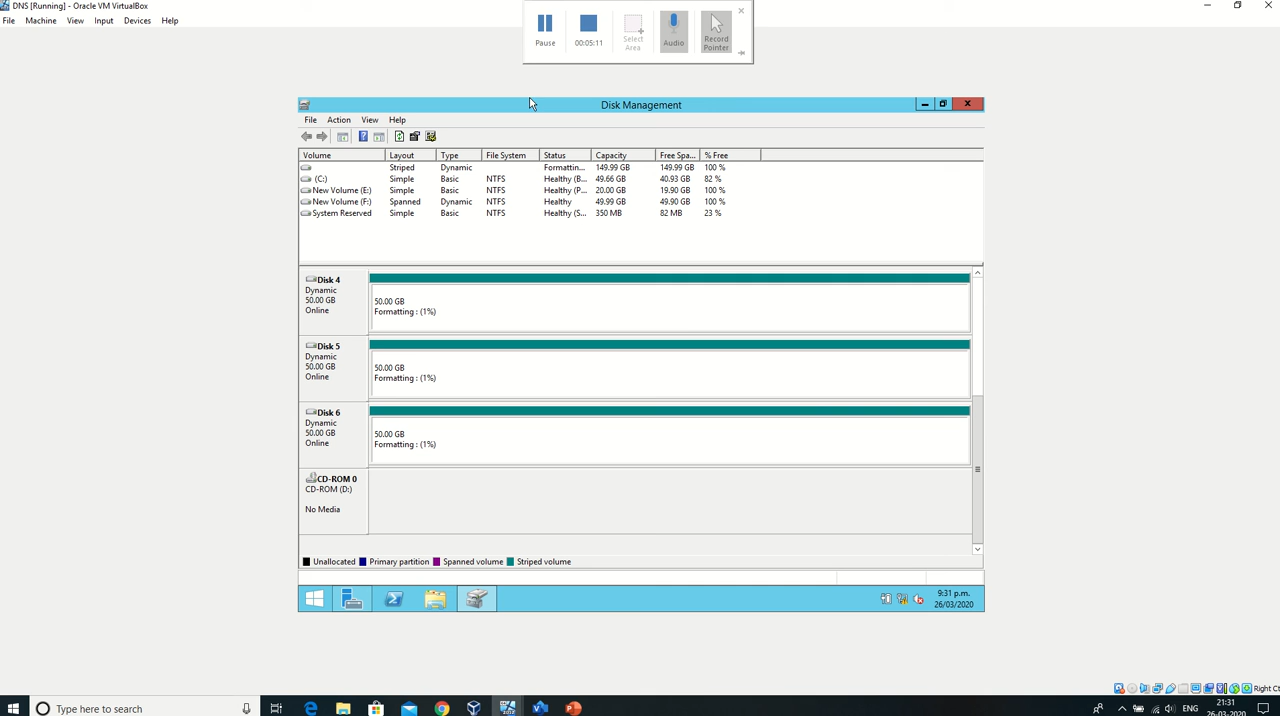 DNS [Running] - Oracle VM VirtualBox
File Machine View Input Devices Help
Pause 00:05:11 Select Area Audio Record Pointer
Disk Management
File Action View Help
Volume Layout Type File System Status Capacity Free Spa... % Free
Striped Dynamic Formattin... 149.99 GB 149.99 GB 100 %
(C:) Simple Basic NTFS Healthy (B... 49.66 GB 40.93 GB 82 %
New Volume (E:) Simple Basic NTFS Healthy (P... 20.00 GB 19.90 GB 100 %
New Volume (F:) Spanned Dynamic NTFS Healthy 49.99 GB 49.90 GB 100 %
System Reserved Simple Basic NTFS Healthy (S... 350 MB 82 MB 23 %
Disk 4
Dynamic
50.00 GB
Online
50.00 GB
Formatting : (1%)
Disk 5
Dynamic
50.00 GB
Online
50.00 GB
Formatting : (1%)
Disk 6
Dynamic
50.00 GB
Online
50.00 GB
Formatting : (1%)
CD-ROM 0
CD-ROM (D:)
No Media
Unallocated Primary partition Spanned volume Striped volume
9:31 p.m.
26/03/2020
Right Ct
Type here to search
ENG
21:31
26-03-2020